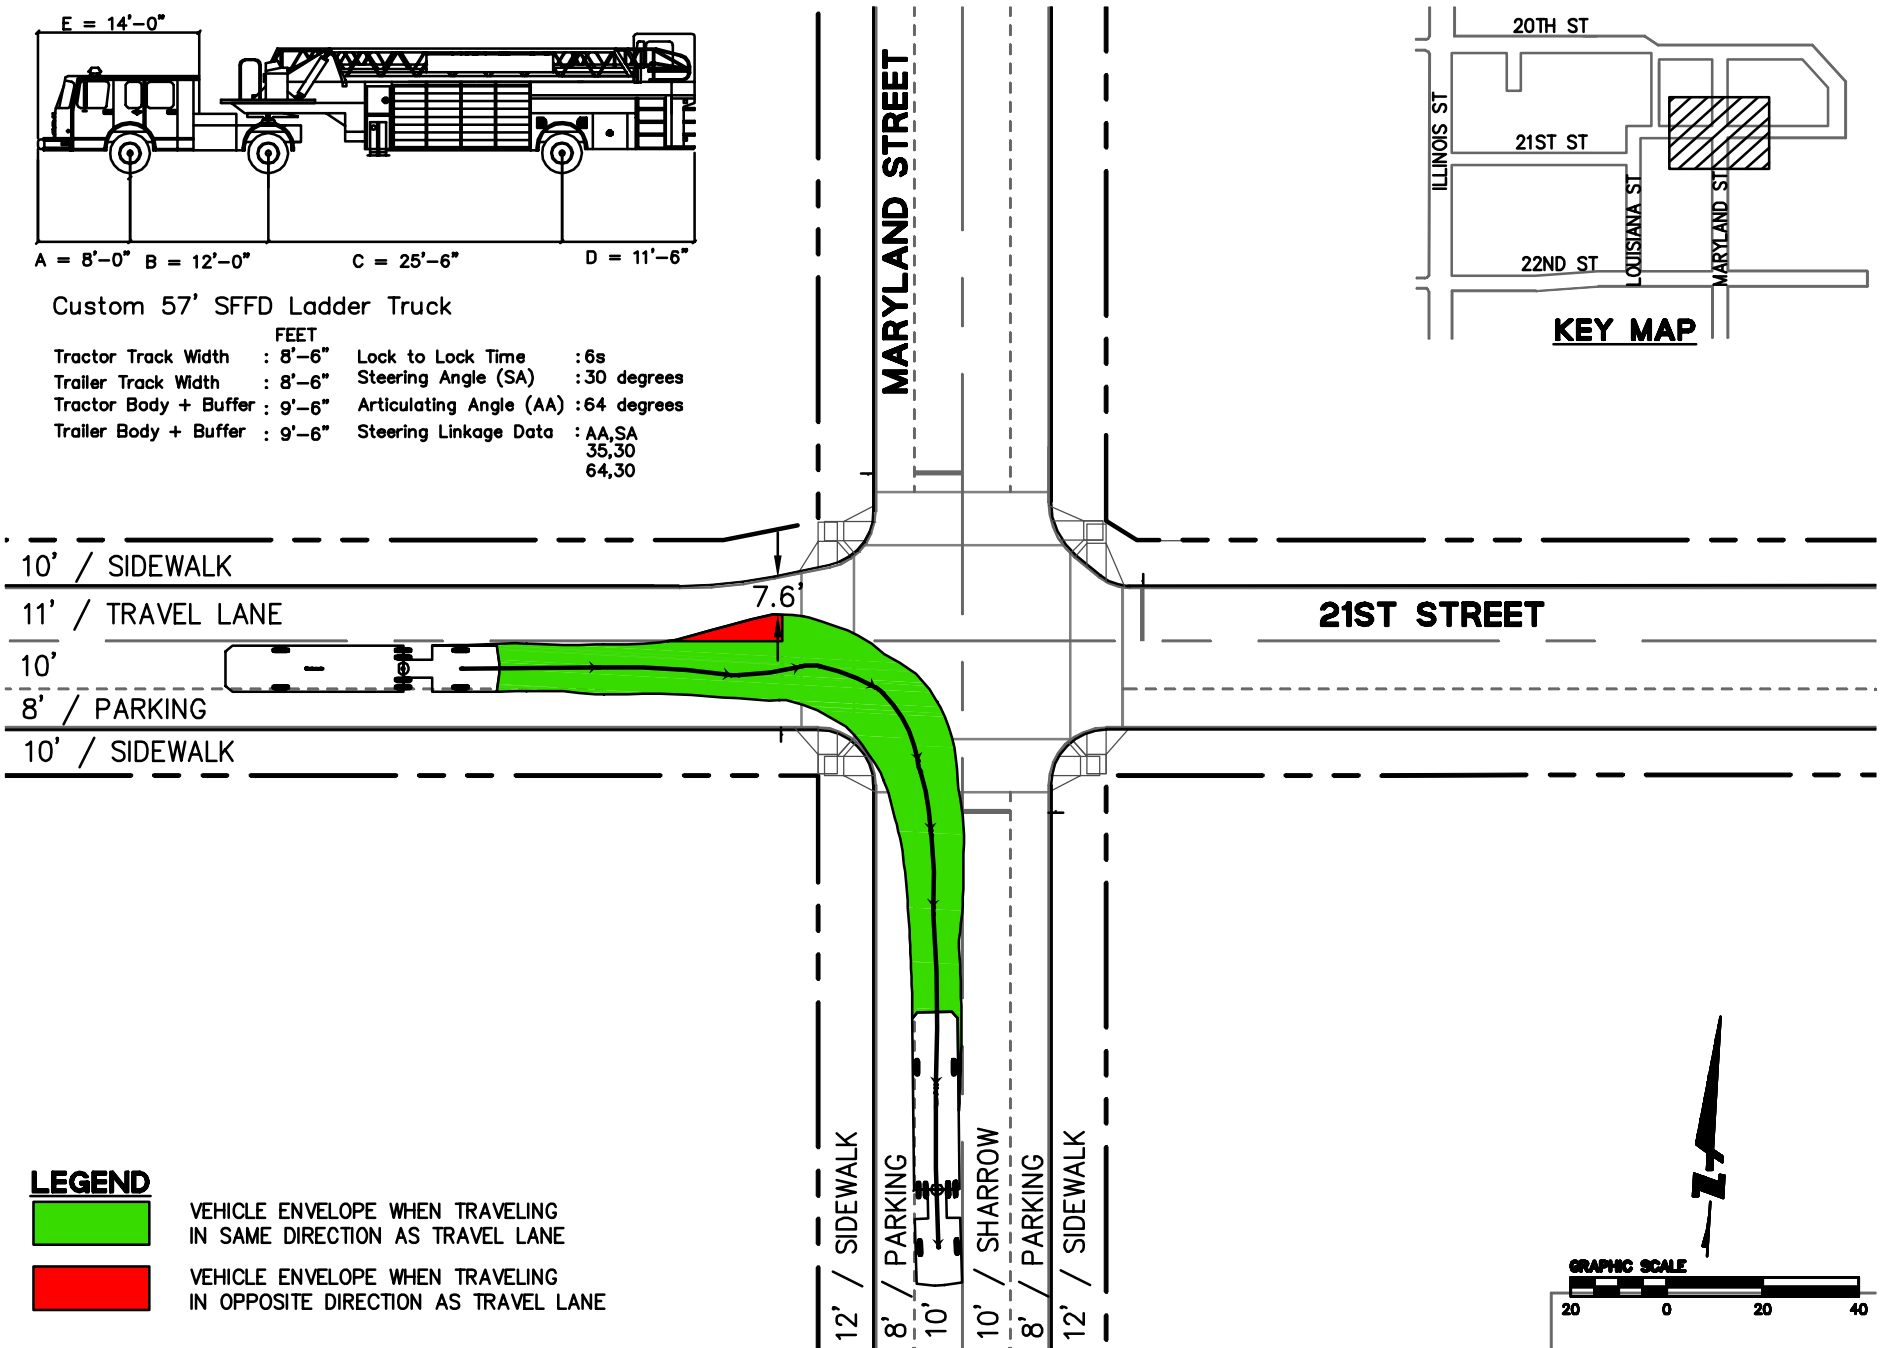 E = 14'-0"
A = 8'-0"
B = 12'-0"
C = 25'-6"
D = 11'-6"
Custom 57' SFFD Ladder Truck
FEET
Tractor Track Width : 8'-6"
Trailer Track Width : 8'-6"
Tractor Body + Buffer : 9'-6"
Trailer Body + Buffer : 9'-6"
Lock to Lock Time : 6s
Steering Angle (SA) : 30 degrees
Articulating Angle (AA) : 64 degrees
Steering Linkage Data : AA,SA
35,30
64,30
MARYLAND STREET
20TH ST
ILLINOIS ST
21ST ST
LOUISIANA ST
MARYLAND ST
22ND ST
KEY MAP
10' / SIDEWALK
11' / TRAVEL LANE
10'
8' / PARKING
10' / SIDEWALK
7.6'
21ST STREET
12' / SIDEWALK
8' / PARKING
10'
10' / SHARROW
8' / PARKING
12' / SIDEWALK
LEGEND
VEHICLE ENVELOPE WHEN TRAVELING
IN SAME DIRECTION AS TRAVEL LANE
VEHICLE ENVELOPE WHEN TRAVELING
IN OPPOSITE DIRECTION AS TRAVEL LANE
Z
GRAPHIC SCALE
20 0 20 40